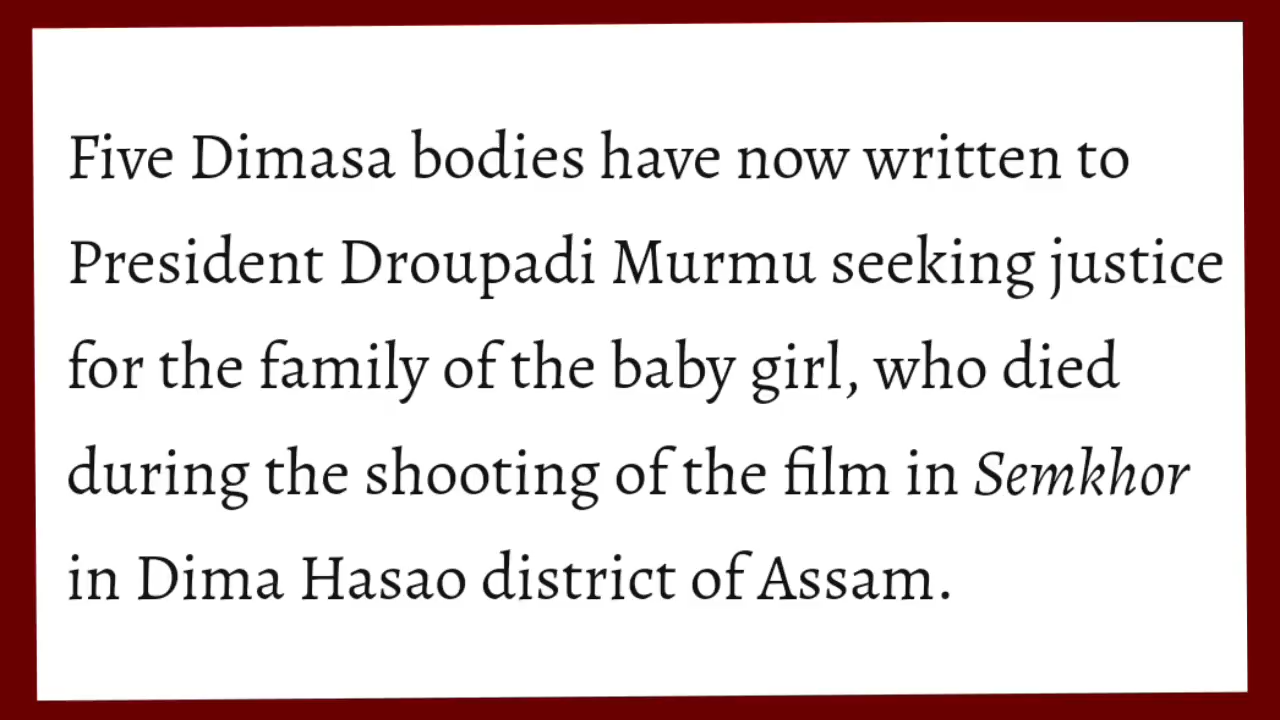 Five Dimasa bodies have now written to
President Droupadi Murmu seeking justice
for the family of the baby girl, who died
during the shooting of the film in Semkhor
in Dima Hasao district of Assam.